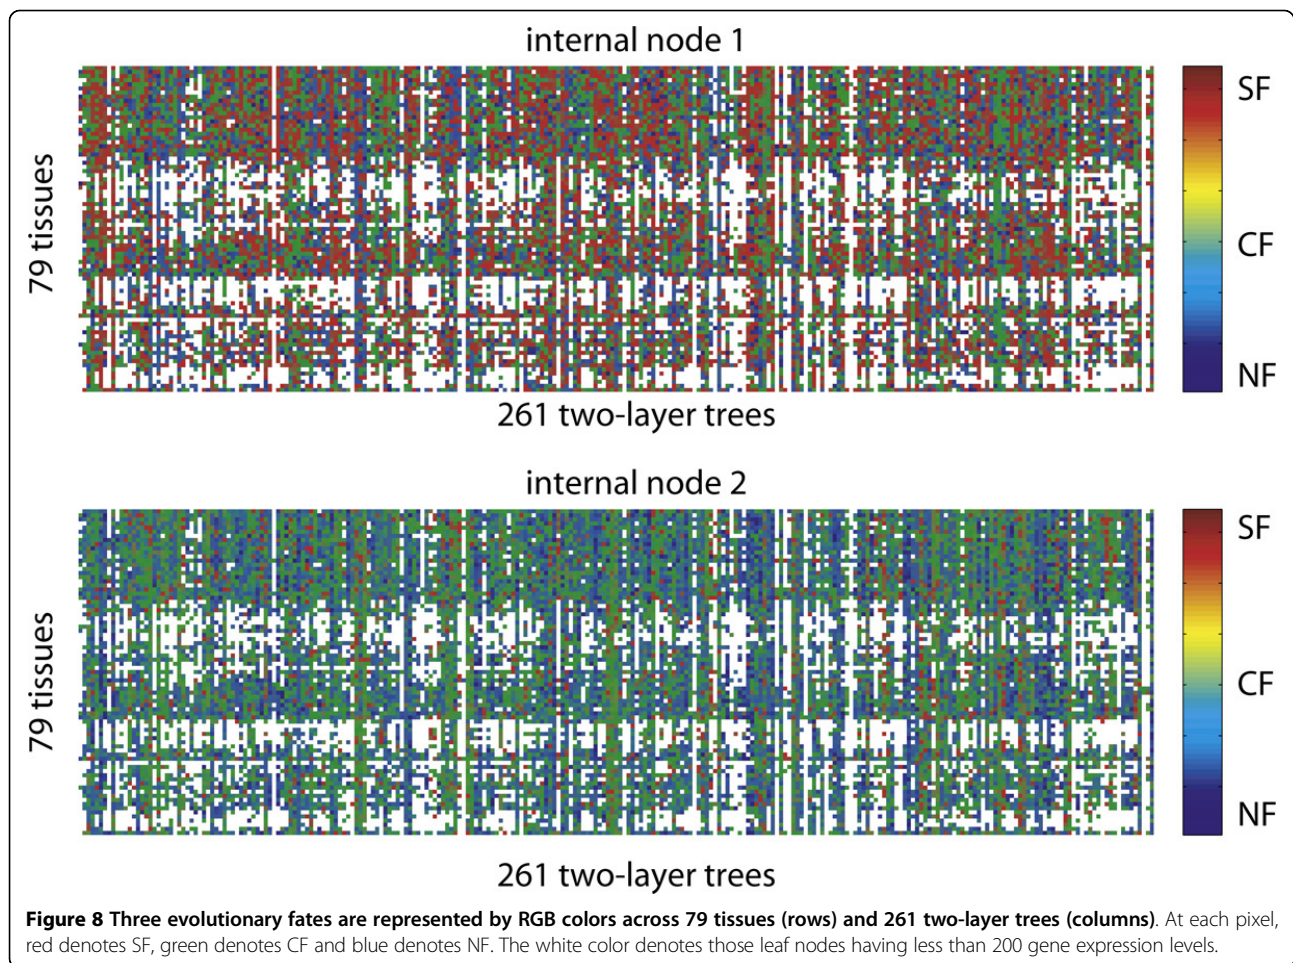 internal node 1
79 tissues
SF
CF
NF
261 two-layer trees
internal node 2
79 tissues
SF
CF
NF
261 two-layer trees
Figure 8 Three evolutionary fates are represented by RGB colors across 79 tissues (rows) and 261 two-layer trees (columns). At each pixel,
red denotes SF, green denotes CF and blue denotes NF. The white color denotes those leaf nodes having less than 200 gene expression levels.